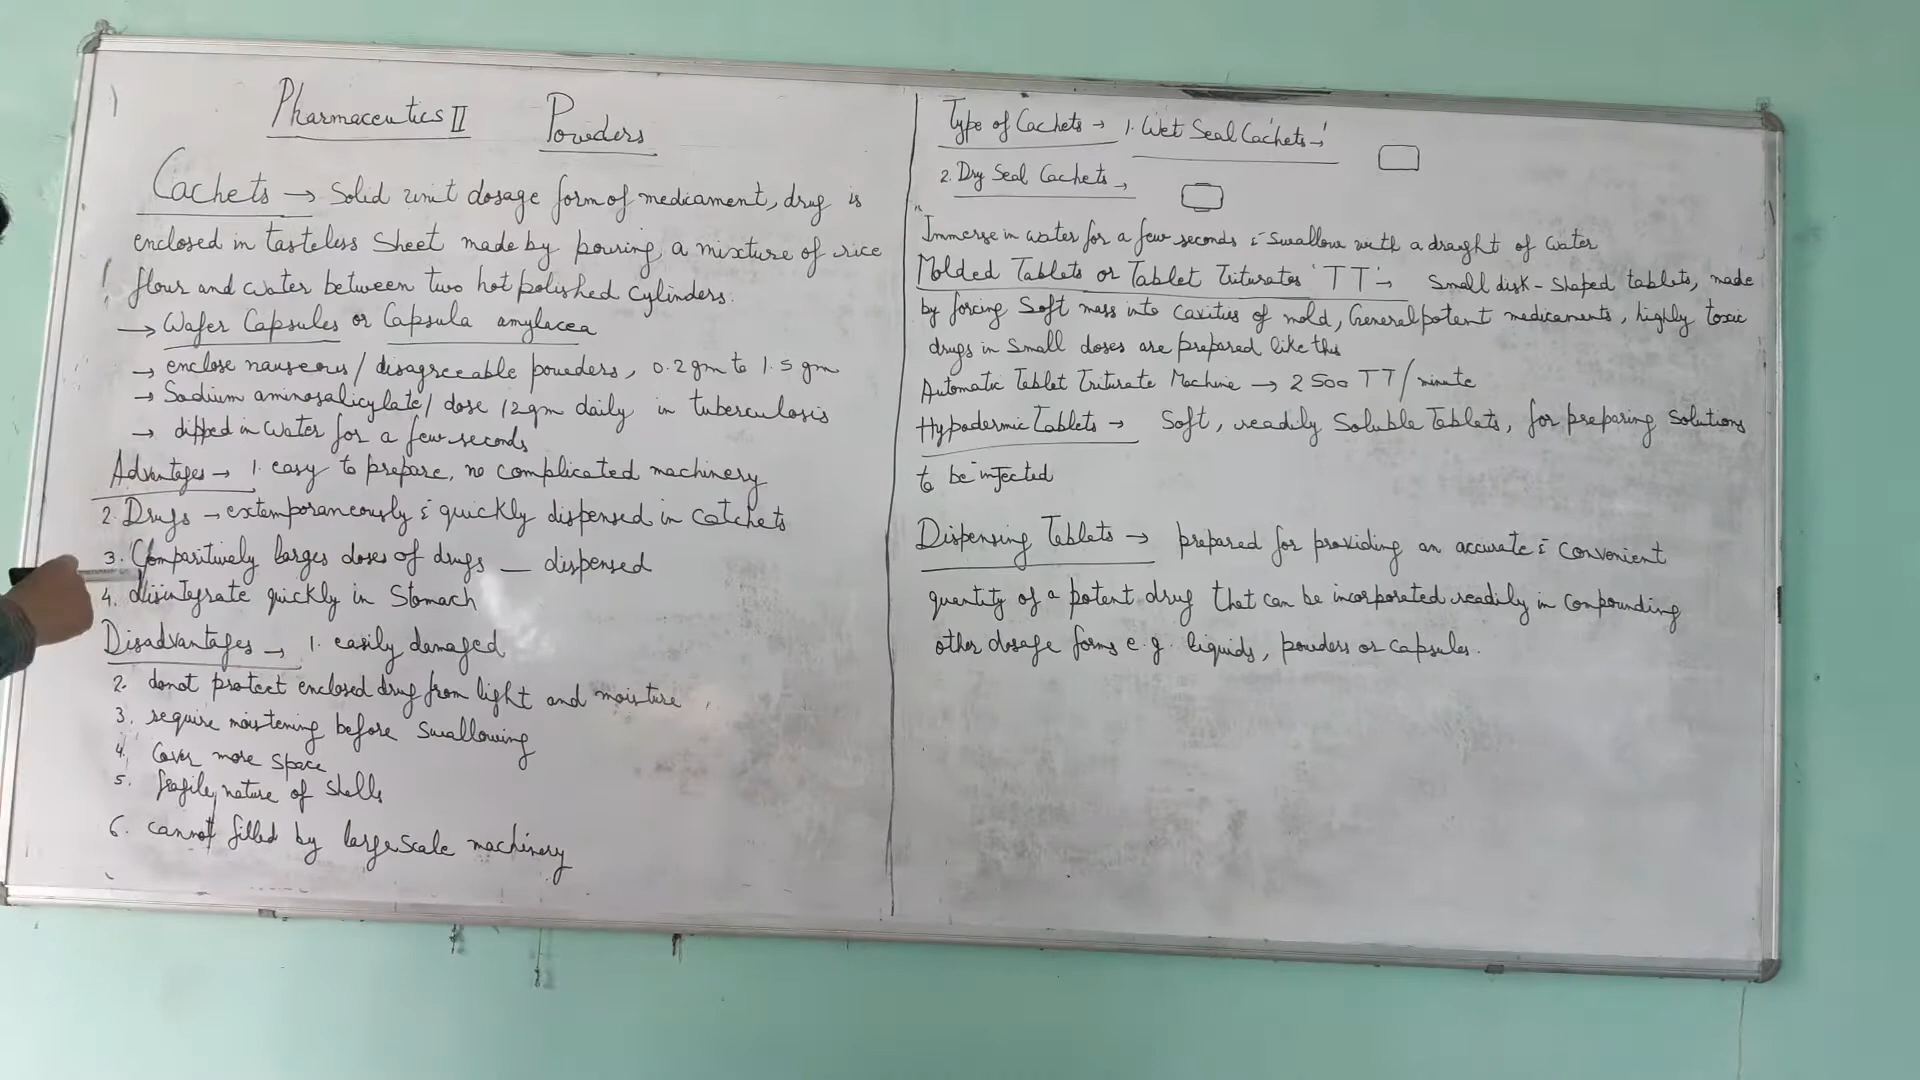 Pharmaceutics II Powders
Cachets → Solid unit dosage form of medicament, drug is
enclosed in tasteless sheet made by pouring a mixture of rice
flour and water between two hot polished cylinders.
→ Wafer Capsules or Capsula amylacea
→ enclose nauseous / disagreeable powders, 0.2 gm to 1.5 gm
→ Sodium aminosalicylate / dose 12gm daily in tuberculosis
→ dipped in water for a few seconds
Advantages → 1. easy to prepare, no complicated machinery
2. Drugs → extemporaneously & quickly dispensed in catchets
3. Comparitively larges doses of drugs — dispensed
4. disintegrate quickly in Stomach
Disadvantages → 1. easily damaged
2. donot protect enclosed drug from light and moisture
3. require moistening before Swallowing
4. Cover more space
5. fragile nature of shells
6. cannot filled by large scale machinery
Type of Cachets → 1. Wet Seal Cachets →
2. Dry Seal Cachets →
Immerse in water for a few seconds & swallow with a draught of water
Molded Tablets or Tablet Triturates 'TT' → Small disk-shaped tablets, made
by forcing Soft mass into cavities of mold, General potent medicaments, highly toxic
drugs in small doses are prepared like this
Automatic Tablet Triturate Machine → 2500 TT/minute
Hypodermic Tablets → Soft, readily Soluble Tablets, for preparing solutions
to be injected
Dispensing Tablets → prepared for providing an accurate & convenient
quantity of a potent drug that can be incorporated readily in compounding
other dosage forms e.g. liquids, powders or capsules.